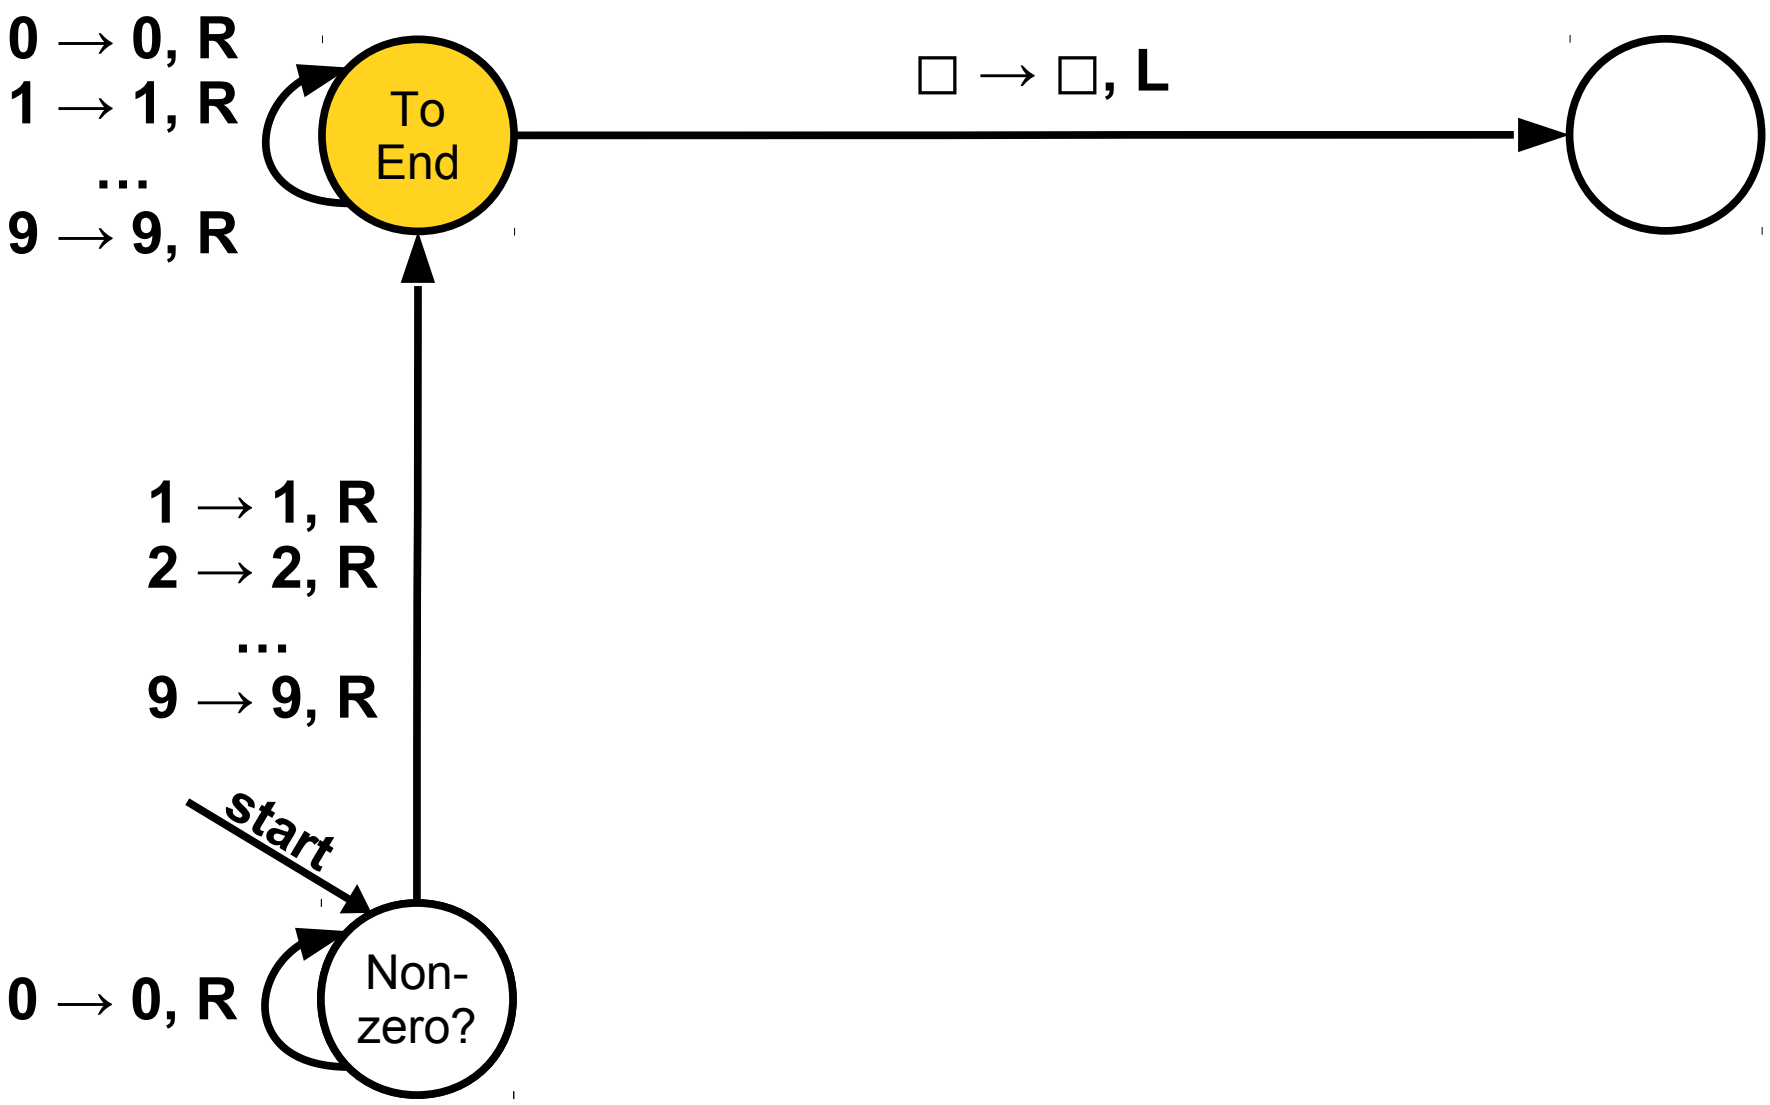 0 → 0, R
1 → 1, R
...
9 → 9, R
To
End
□ → □, L
1 → 1, R
2 → 2, R
...
9 → 9, R
start
0 → 0, R
Non-
zero?